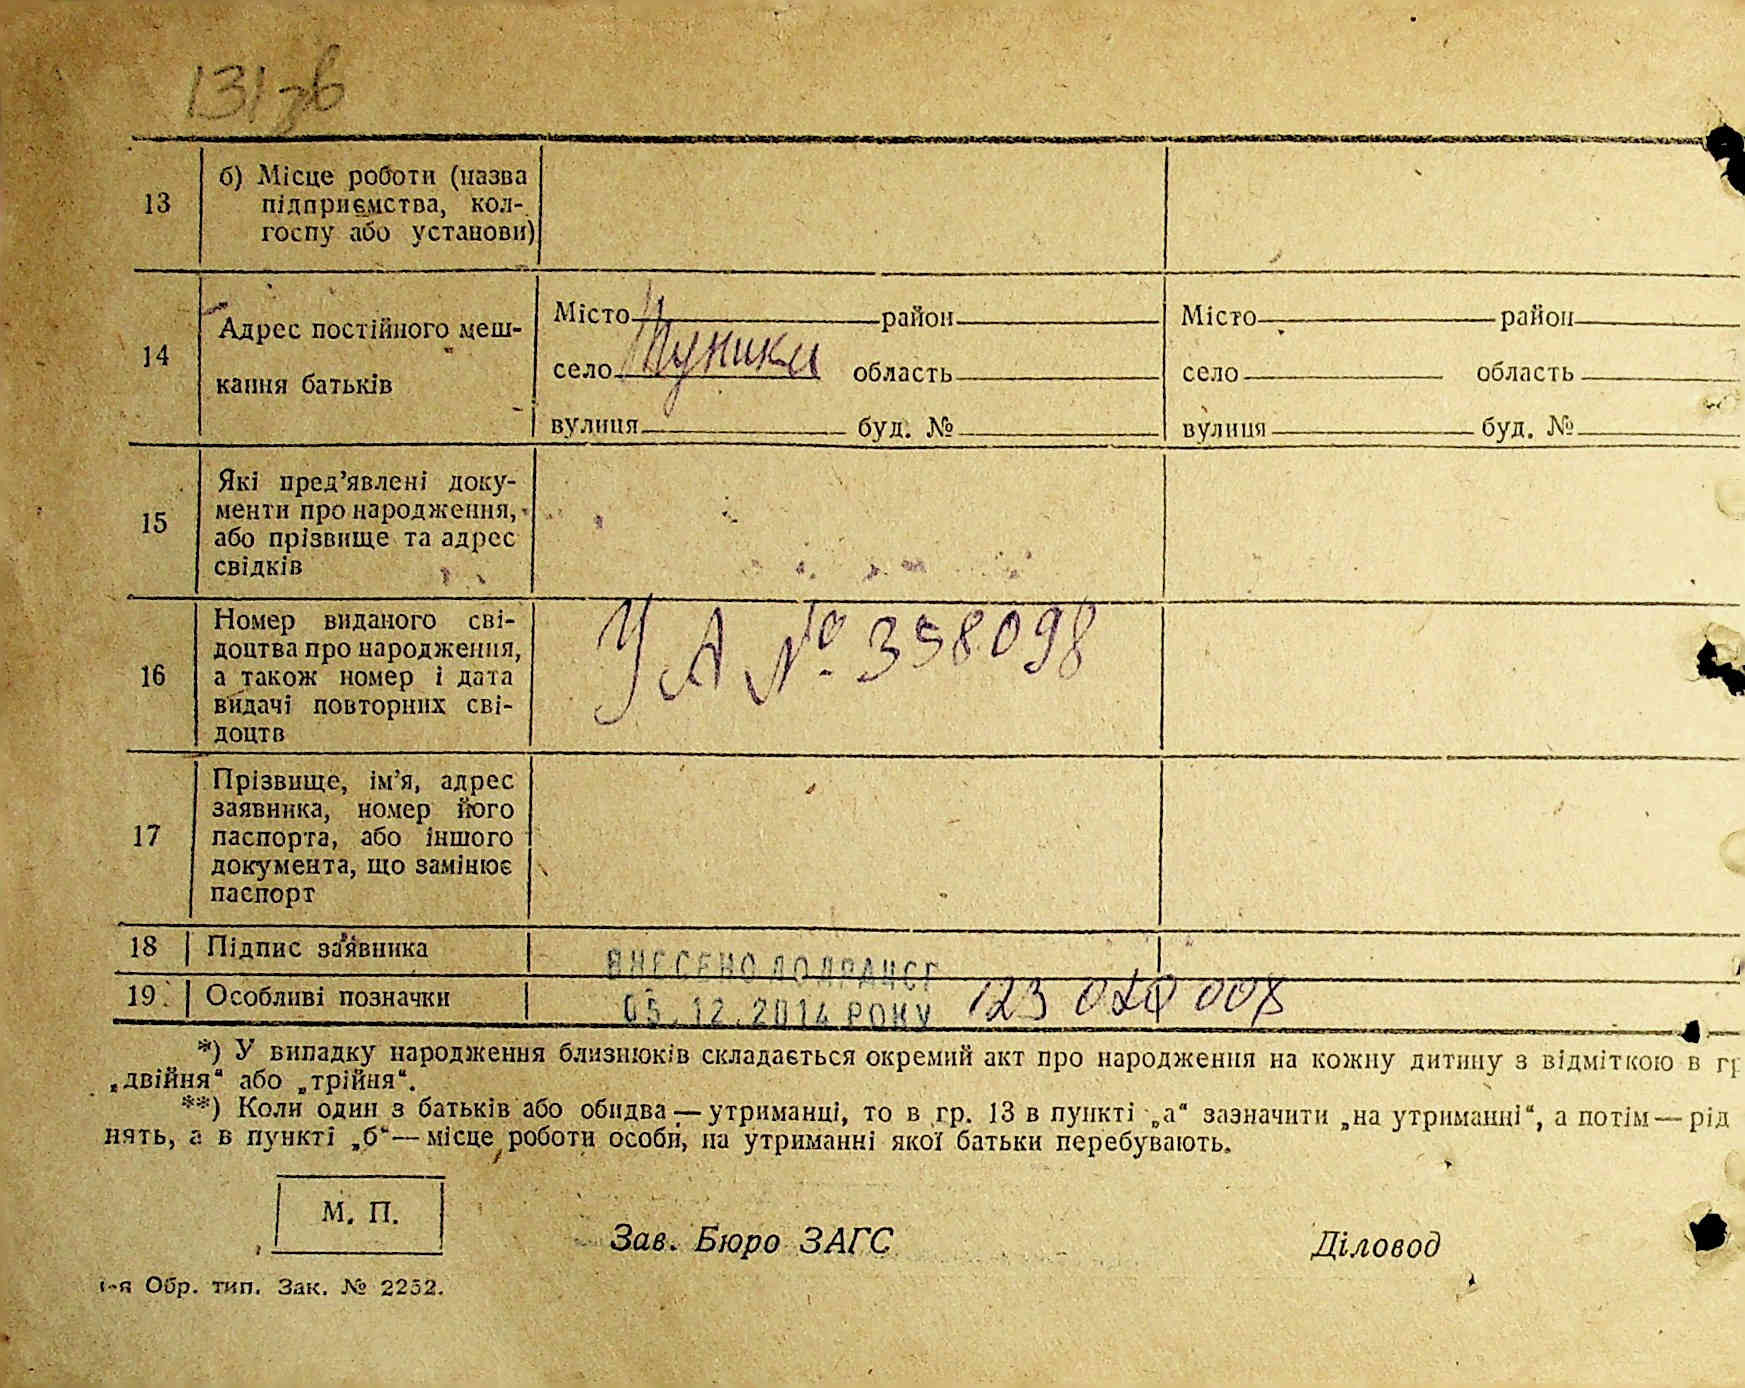 131зв
13 б) Місце роботи (назва
підприємства, кол-
госпу або установи)
14 Адрес постійного меш-
кання батьків
Місто район
село область
вулиця буд. №
Місто район
село область
вулиця буд. №
15 Які пред’явлені доку-
менти про народження,
або прізвище та адрес
свідків
16 Номер виданого сві-
доцтва про народження,
а також номер і дата
видачі повторних сві-
доцтв
УА № 398098
17 Прізвище, ім’я, адрес
заявника, номер його
паспорта, або іншого
документа, що замінює
паспорт
18 Підпис заявника
ВНЕСЕНО ДО ДРАЦСГ
19. Особливі позначки
05.12.2014 РОКУ 123 020 008
*) У випадку народження близнюків складається окремий акт про народження на кожну дитину з відміткою в гр
„двійня“ або „трійня“.
**) Коли один з батьків або обидва — утриманці, то в гр. 13 в пункті „а“ зазначити „на утриманні“, а потім — рід
нять, а в пункті „б“ — місце роботи особи, на утриманні якої батьки перебувають.
М. П.
Зав. Бюро ЗАГС Діловод
1-я Обр. тип. Зак. № 2252.